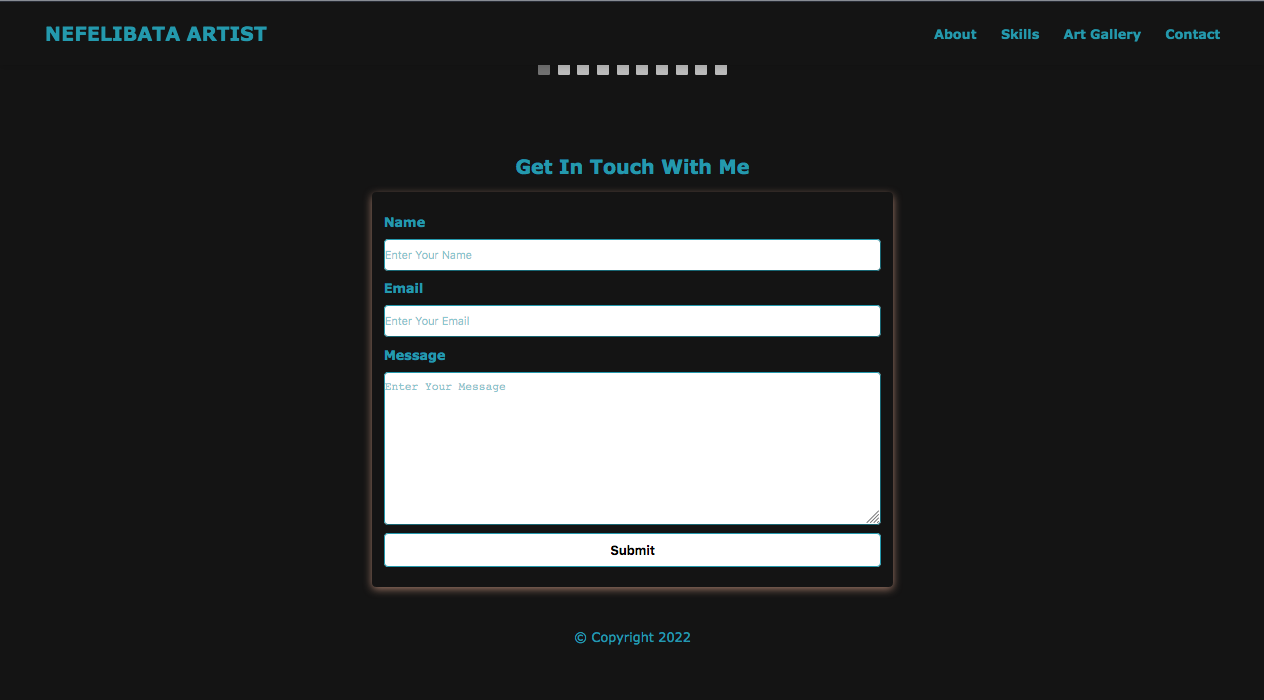 NEFELIBATA ARTIST
About Skills Art Gallery Contact
Get In Touch With Me
Name
Enter Your Name
Email
Enter Your Email
Message
Enter Your Message
Submit
© Copyright 2022